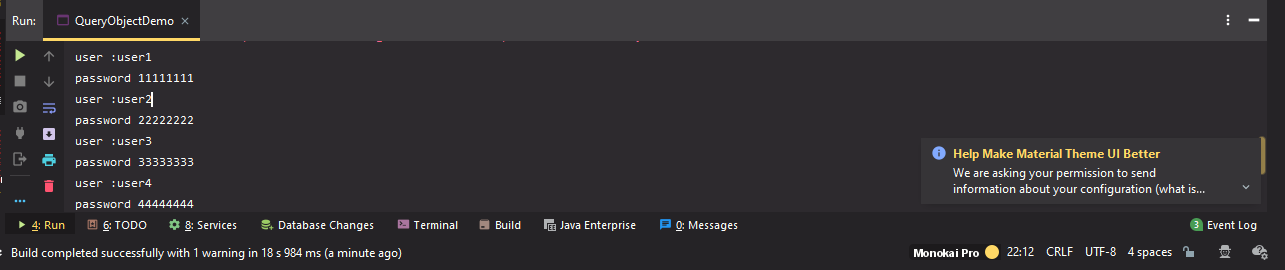 Run: QueryObjectDemo ×
user :user1
password 11111111
user :user2
password 22222222
user :user3
password 33333333
user :user4
password 44444444
Help Make Material Theme UI Better
We are asking your permission to send
information about your configuration (what is...
4: Run 6: TODO 8: Services Database Changes Terminal Build Java Enterprise 0: Messages 3 Event Log
Build completed successfully with 1 warning in 18 s 984 ms (a minute ago) Monokai Pro 22:12 CRLF UTF-8 4 spaces